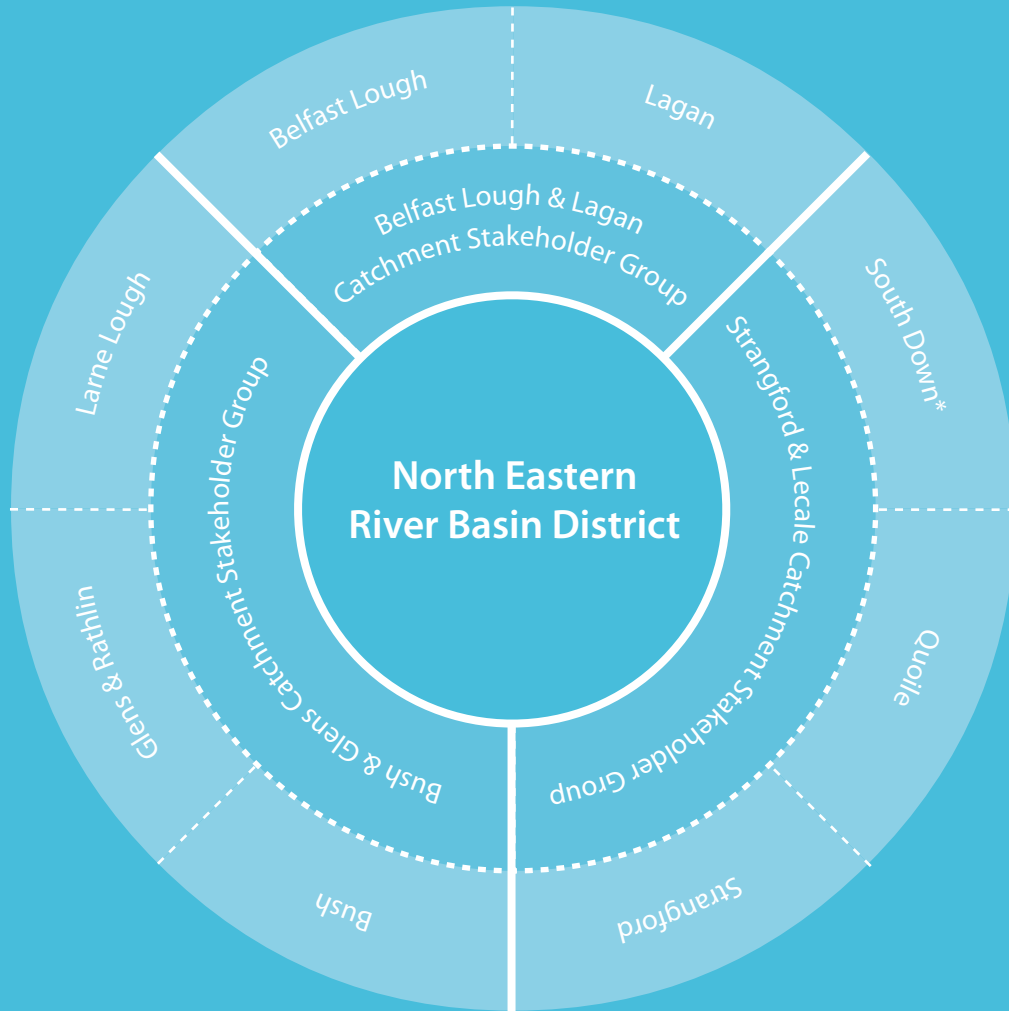 Belfast Lough
Lagan
South Down*
Quoile
Strangford
Bush
Glens & Rathlin
Larne Lough
Belfast Lough & Lagan
Catchment Stakeholder Group
Strangford & Lecale Catchment Stakeholder Group
Bush & Glens Catchment Stakeholder Group
North Eastern
River Basin District